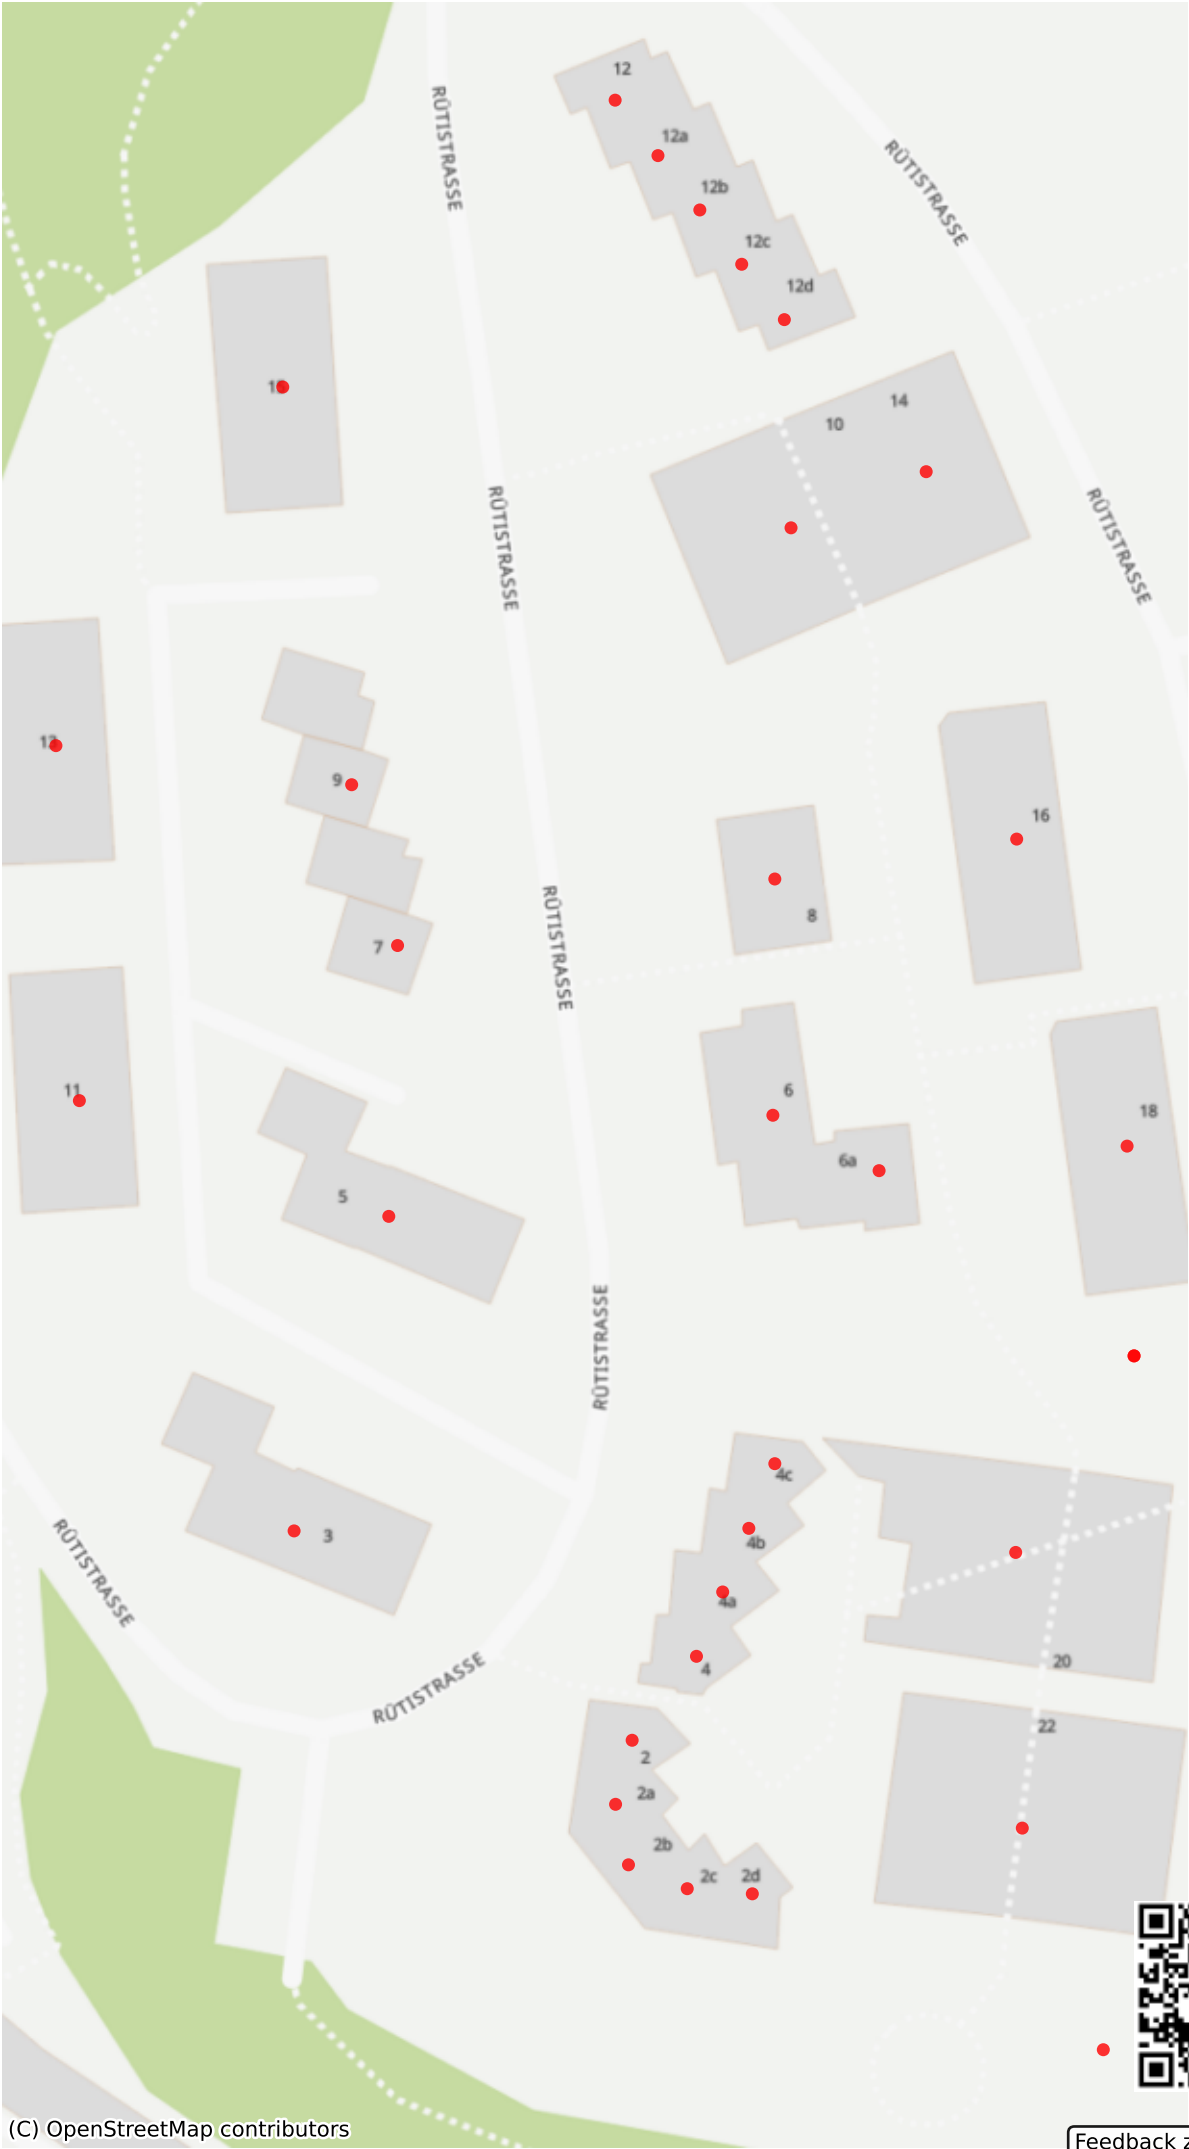 12
RÜTISTRASSE
12a
RÜTISTRASSE
12b
12c
12d
14
10
RÜTISTRASSE
RÜTISTRASSE
9
16
8
RÜTISTRASSE
7
11
6
18
6a
5
RÜTISTRASSE
4c
3
4b
RÜTISTRASSE
4a
20
4
RÜTISTRASSE
22
2
2a
2b
2c
2d
(C) OpenStreetMap contributors
Feedback z